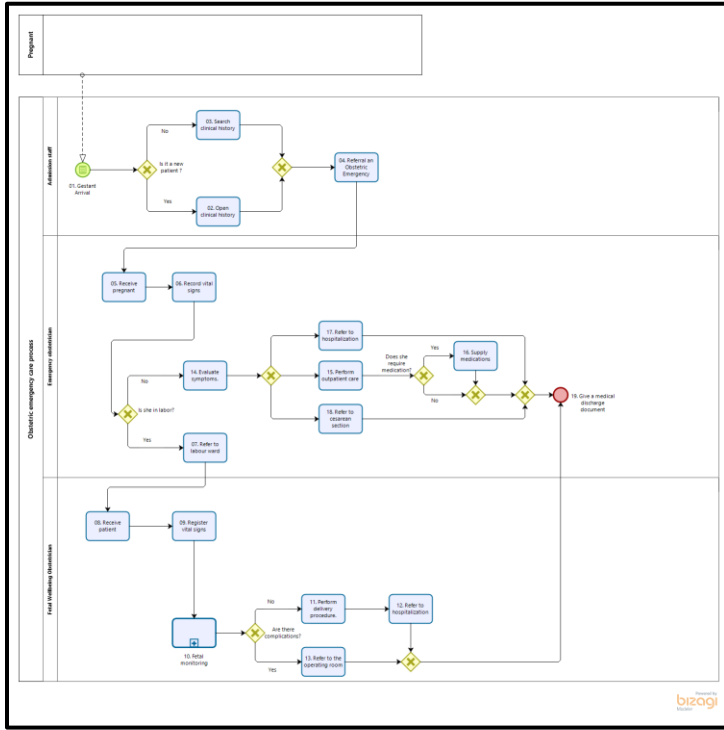 Pregnant
Obstetric emergency care process
Admission staff
01. Gestant
Arrival
Is it a new
patient ?
No
03. Search
clinical history
Yes
02. Open
clinical history
04. Referral an
Obstetric
Emergency
Emergency obstetrician
05. Receive
pregnant
06. Record vital
signs
Is she in labor?
No
14. Evaluate
symptoms.
Yes
07. Refer to
labour ward
17. Refer to
hospitalization
15. Perform
outpatient care
18. Refer to
cesarean
section
Does she
require
medication?
Yes
16. Supply
medications
No
19. Give a medical
discharge
document
Fetal Wellbeing Obstetrician
08. Receive
patient
09. Register
vital signs
10. Fetal
monitoring
Are there
complications?
No
11. Perform
delivery
procedure.
12. Refer to
hospitalization
Yes
13. Refer to the
operating room
Powered by
bizagi
Modeler